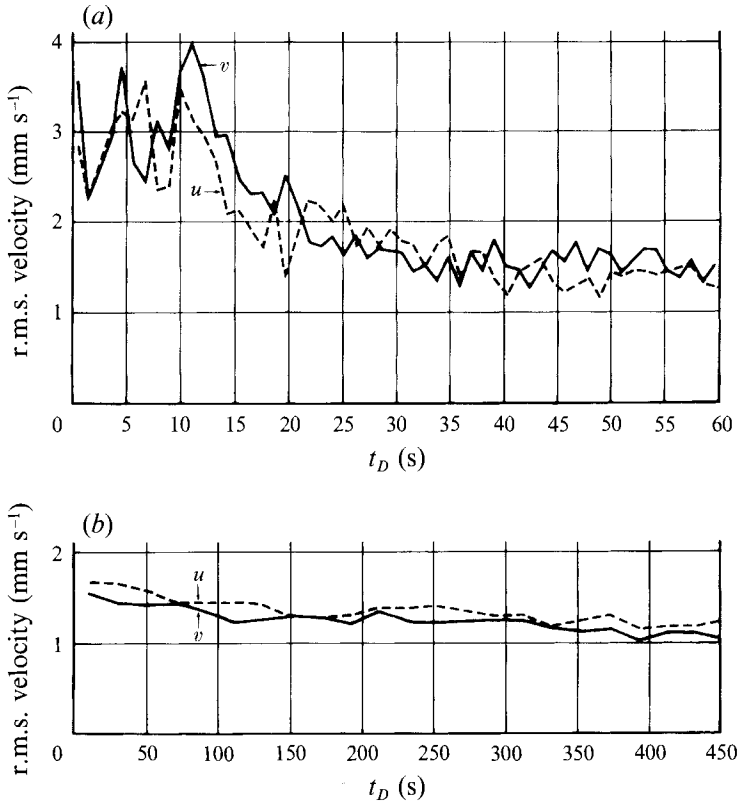 (a)
4
3
2
1
0
v
u
r.m.s. velocity (mm s⁻¹)
5 10 15 20 25 30 35 40 45 50 55 60
t_D (s)
(b)
2
1
0
u
v
r.m.s. velocity (mm s⁻¹)
50 100 150 200 250 300 350 400 450
t_D (s)